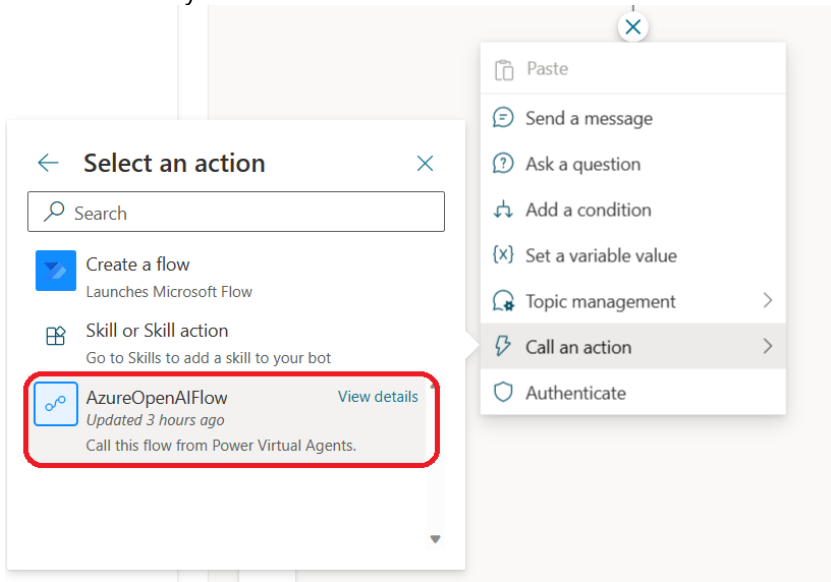 Paste
Send a message
Ask a question
Add a condition
{x} Set a variable value
Topic management
Call an action
Authenticate
Select an action
Search
Create a flow
Launches Microsoft Flow
Skill or Skill action
Go to Skills to add a skill to your bot
AzureOpenAIFlow View details
Updated 3 hours ago
Call this flow from Power Virtual Agents.